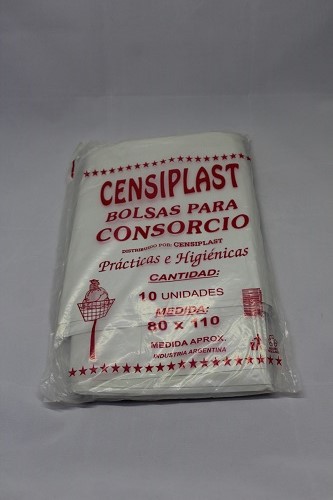 CENSIPLAST
BOLSAS PARA
CONSORCIO
DISTRIBUIDO POR: CENSIPLAST
Prácticas e Higiénicas
CANTIDAD:
10 UNIDADES
MEDIDA:
80 x 110
MEDIDA APROX.
INDUSTRIA ARGENTINA